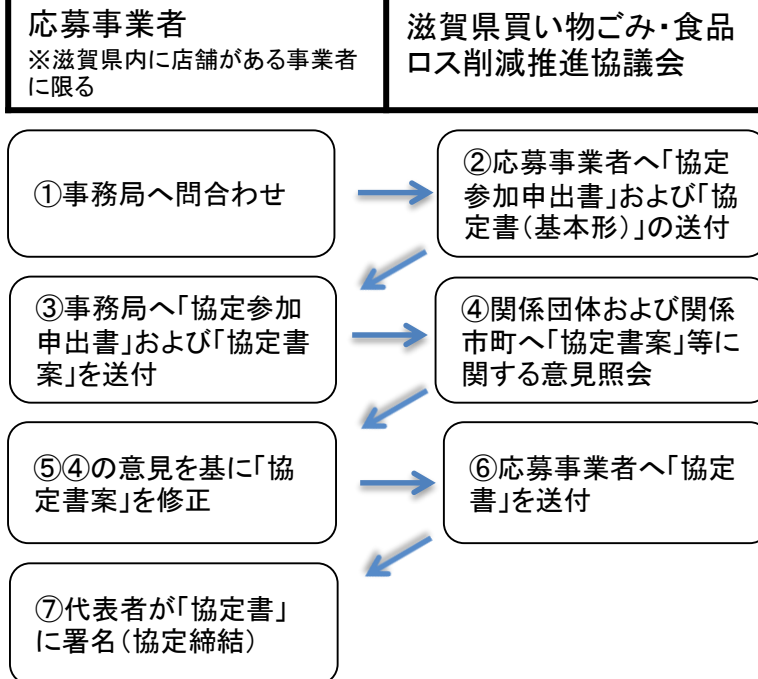 応募事業者
※滋賀県内に店舗がある事業者
に限る
滋賀県買い物ごみ・食品
ロス削減推進協議会
①事務局へ問合わせ
②応募事業者へ「協定
参加申出書」および「協
定書（基本形）」の送付
③事務局へ「協定参加
申出書」および「協定書
案」を送付
④関係団体および関係
市町へ「協定書案」等に
関する意見照会
⑤④の意見を基に「協
定書案」を修正
⑥応募事業者へ「協定
書」を送付
⑦代表者が「協定書」
に署名（協定締結）